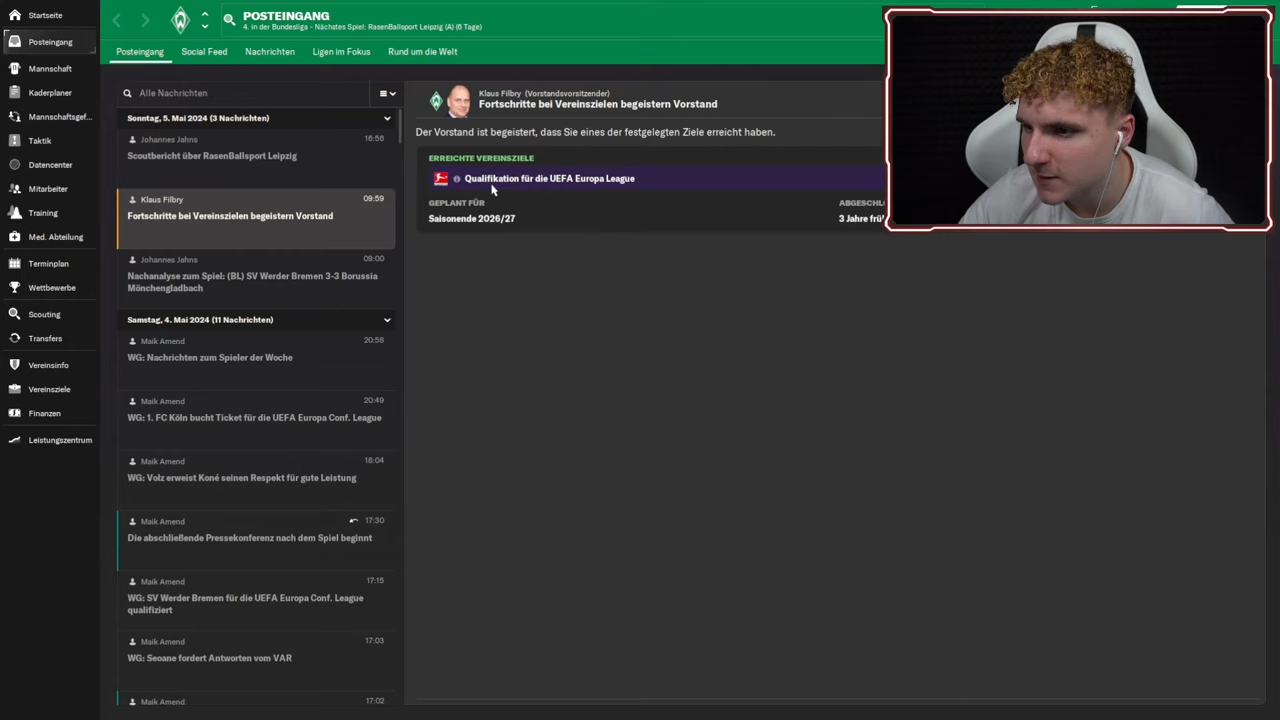 Startseite
Posteingang
Mannschaft
Kaderplaner
Mannschaftsgef...
Taktik
Datencenter
Mitarbeiter
Training
Med. Abteilung
Terminplan
Wettbewerbe
Scouting
Transfers
Vereinsinfo
Vereinsziele
Finanzen
Leistungszentrum
POSTEINGANG
4. in der Bundesliga - Nächstes Spiel: RasenBallsport Leipzig (A) (6 Tage)
Posteingang Social Feed Nachrichten Ligen im Fokus Rund um die Welt
Alle Nachrichten
Sonntag, 5. Mai 2024 (3 Nachrichten)
Johannes Jahns 16:56
Scoutbericht über RasenBallsport Leipzig
Klaus Filbry 09:59
Fortschritte bei Vereinszielen begeistern Vorstand
Johannes Jahns 09:00
Nachanalyse zum Spiel: (BL) SV Werder Bremen 3-3 Borussia
Mönchengladbach
Samstag, 4. Mai 2024 (11 Nachrichten)
Maik Amend 20:58
WG: Nachrichten zum Spieler der Woche
Maik Amend 20:49
WG: 1. FC Köln bucht Ticket für die UEFA Europa Conf. League
Maik Amend 18:04
WG: Volz erweist Koné seinen Respekt für gute Leistung
Maik Amend 17:30
Die abschließende Pressekonferenz nach dem Spiel beginnt
Maik Amend 17:15
WG: SV Werder Bremen für die UEFA Europa Conf. League
qualifiziert
Maik Amend 17:03
WG: Seoane fordert Antworten vom VAR
Maik Amend 17:02
Klaus Filbry (Vorstandsvorsitzender)
Fortschritte bei Vereinszielen begeistern Vorstand
Der Vorstand ist begeistert, dass Sie eines der festgelegten Ziele erreicht haben.
ERREICHTE VEREINSZIELE
Qualifikation für die UEFA Europa League
GEPLANT FÜR
Saisonende 2026/27
ABGESCHL
3 Jahre frü